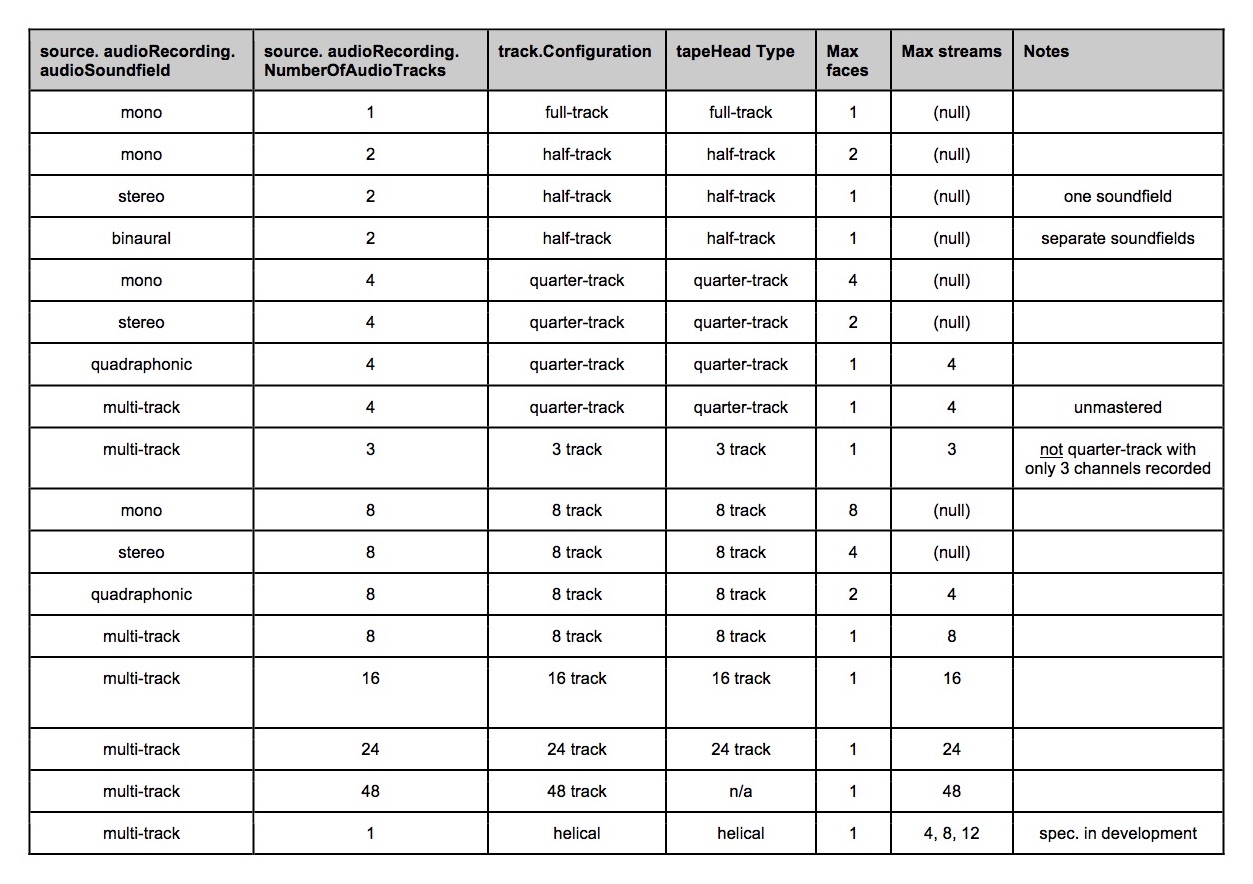 source. audioRecording. audioSoundfield | source. audioRecording. NumberOfAudioTracks | track.Configuration | tapeHead Type | Max faces | Max streams | Notes
mono | 1 | full-track | full-track | 1 | (null) |
mono | 2 | half-track | half-track | 2 | (null) |
stereo | 2 | half-track | half-track | 1 | (null) | one soundfield
binaural | 2 | half-track | half-track | 1 | (null) | separate soundfields
mono | 4 | quarter-track | quarter-track | 4 | (null) |
stereo | 4 | quarter-track | quarter-track | 2 | (null) |
quadraphonic | 4 | quarter-track | quarter-track | 1 | 4 |
multi-track | 4 | quarter-track | quarter-track | 1 | 4 | unmastered
multi-track | 3 | 3 track | 3 track | 1 | 3 | not quarter-track with only 3 channels recorded
mono | 8 | 8 track | 8 track | 8 | (null) |
stereo | 8 | 8 track | 8 track | 4 | (null) |
quadraphonic | 8 | 8 track | 8 track | 2 | 4 |
multi-track | 8 | 8 track | 8 track | 1 | 8 |
multi-track | 16 | 16 track | 16 track | 1 | 16 |
multi-track | 24 | 24 track | 24 track | 1 | 24 |
multi-track | 48 | 48 track | n/a | 1 | 48 |
multi-track | 1 | helical | helical | 1 | 4, 8, 12 | spec. in development